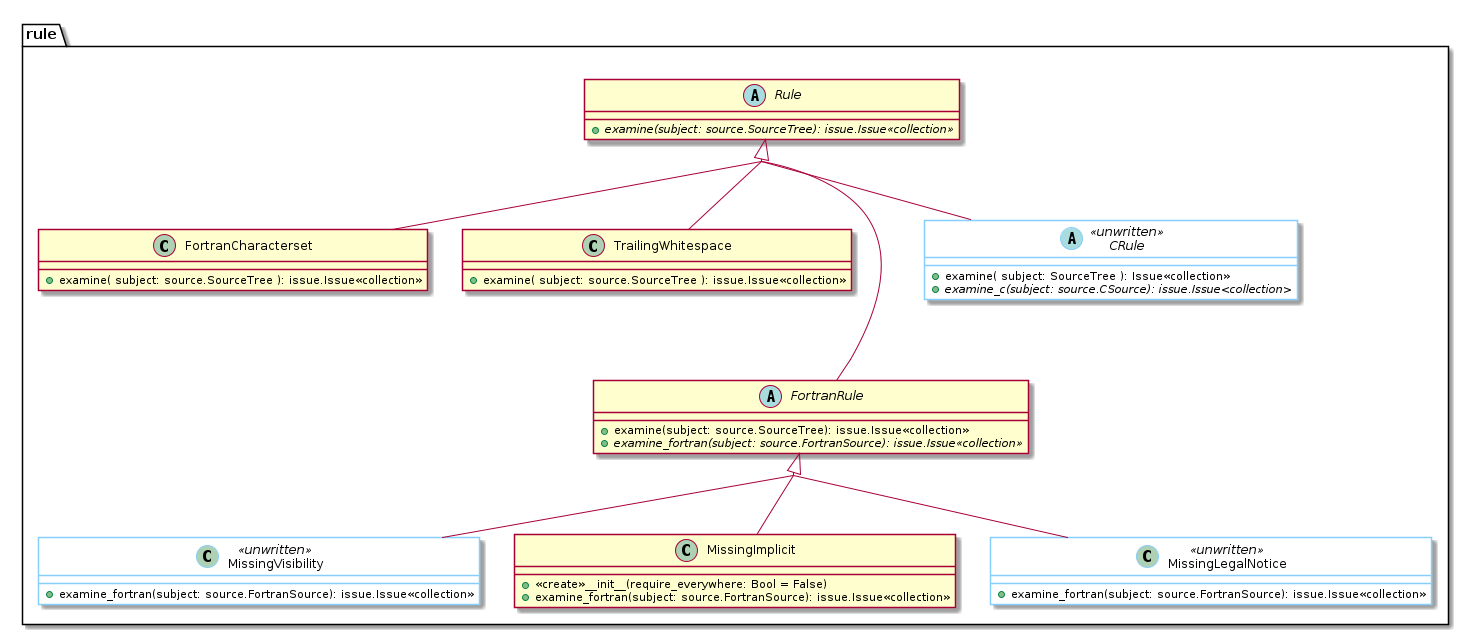 rule
A Rule
examine(subject: source.SourceTree): issue.Issue«collection»
C FortranCharacterset
examine( subject: source.SourceTree ): issue.Issue«collection»
C TrailingWhitespace
examine( subject: source.SourceTree ): issue.Issue«collection»
A «unwritten»
CRule
examine( subject: SourceTree ): Issue«collection»
examine_c(subject: source.CSource): issue.Issue<collection>
A FortranRule
examine(subject: source.SourceTree): issue.Issue«collection»
examine_fortran(subject: source.FortranSource): issue.Issue«collection»
C «unwritten»
MissingVisibility
examine_fortran(subject: source.FortranSource): issue.Issue«collection»
C MissingImplicit
«create»__init__(require_everywhere: Bool = False)
examine_fortran(subject: source.FortranSource): issue.Issue«collection»
C «unwritten»
MissingLegalNotice
examine_fortran(subject: source.FortranSource): issue.Issue«collection»